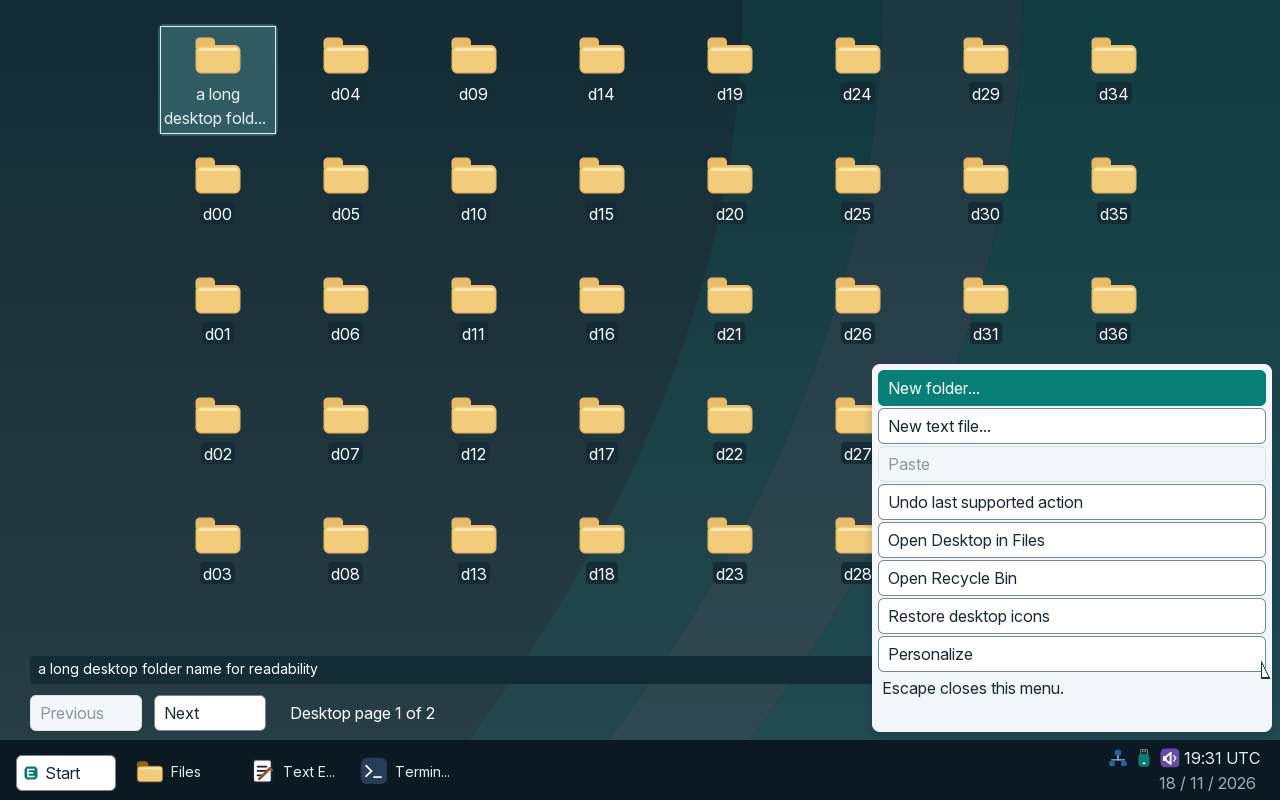 a long
desktop fold...
d04
d09
d14
d19
d24
d29
d34
d00
d05
d10
d15
d20
d25
d30
d35
d01
d06
d11
d16
d21
d26
d31
d36
d02
d07
d12
d17
d22
d27
d03
d08
d13
d18
d23
d28
New folder...
New text file...
Paste
Undo last supported action
Open Desktop in Files
Open Recycle Bin
Restore desktop icons
Personalize
Escape closes this menu.
a long desktop folder name for readability
Previous
Next
Desktop page 1 of 2
Start
Files
Text E...
Termin...
19:31 UTC
18 / 11 / 2026